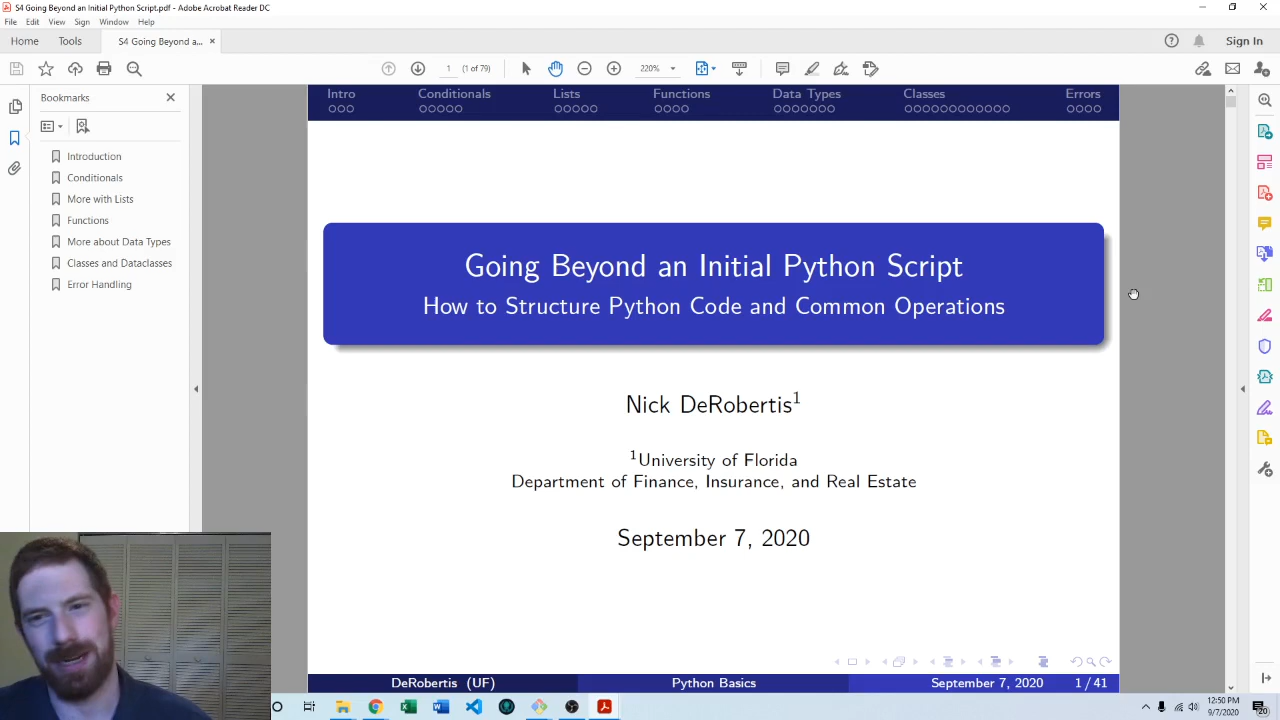 S4 Going Beyond an Initial Python Script.pdf - Adobe Acrobat Reader DC
File Edit View Sign Window Help
Home Tools S4 Going Beyond a... × Sign In
1 (1 of 79) 220%
Bookmarks
Introduction
Conditionals
More with Lists
Functions
More about Data Types
Classes and Dataclasses
Error Handling
Intro Conditionals Lists Functions Data Types Classes Errors
Going Beyond an Initial Python Script
How to Structure Python Code and Common Operations
Nick DeRobertis¹
¹University of Florida
Department of Finance, Insurance, and Real Estate
September 7, 2020
DeRobertis (UF) Python Basics September 7, 2020 1 / 41
12:50 PM
9/7/2020
20